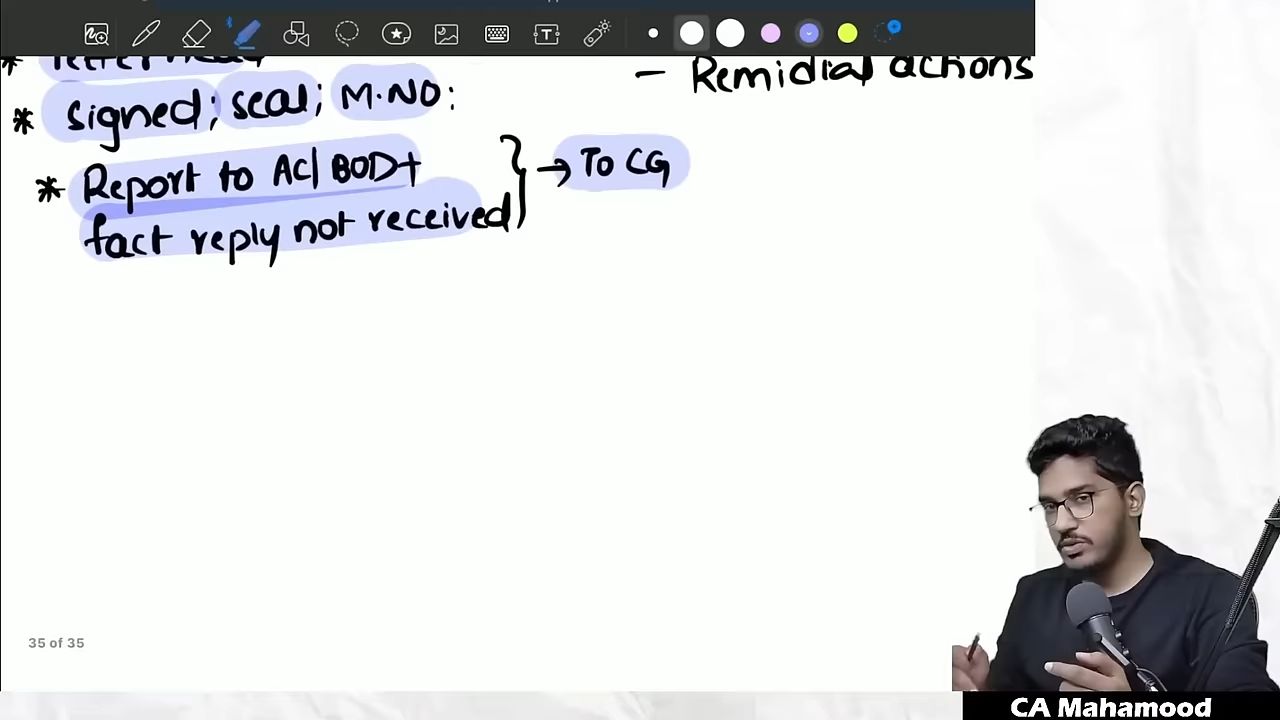 - Remidial actions
* signed; seal; M.NO:
* Report to AC/BOD+
fact reply not received } → To CG
35 of 35
CA Mahamood